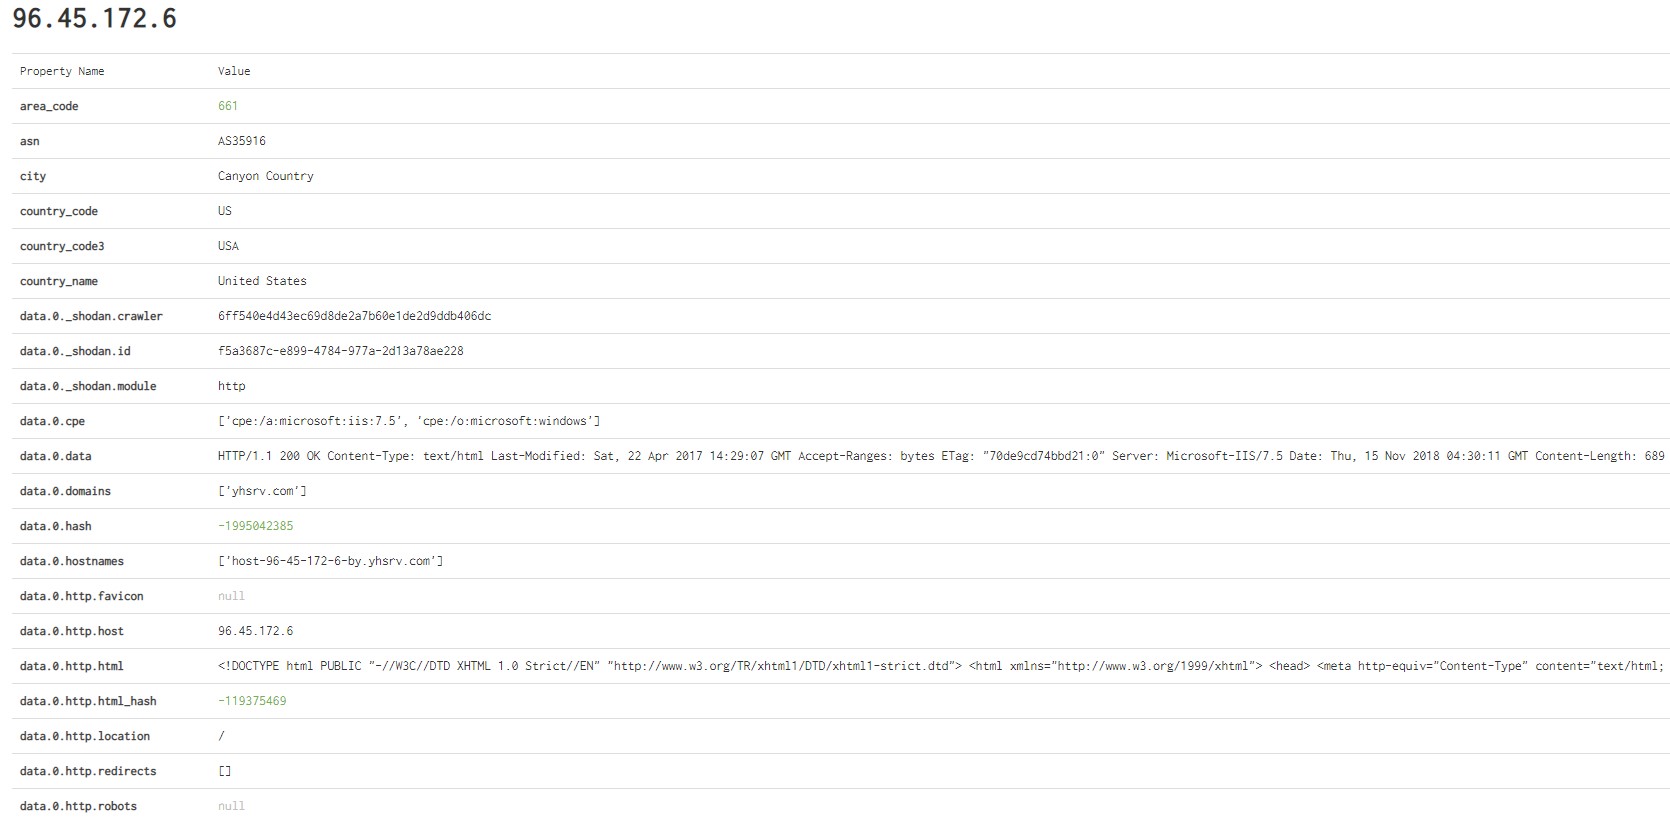 96.45.172.6
Property Name Value
area_code 661
asn AS35916
city Canyon Country
country_code US
country_code3 USA
country_name United States
data.0._shodan.crawler 6ff540e4d43ec69d8de2a7b60e1de2d9ddb406dc
data.0._shodan.id f5a3687c-e899-4784-977a-2d13a78ae228
data.0._shodan.module http
data.0.cpe ['cpe:/a:microsoft:iis:7.5', 'cpe:/o:microsoft:windows']
data.0.data HTTP/1.1 200 OK Content-Type: text/html Last-Modified: Sat, 22 Apr 2017 14:29:07 GMT Accept-Ranges: bytes ETag: "70de9cd74bbd21:0" Server: Microsoft-IIS/7.5 Date: Thu, 15 Nov 2018 04:30:11 GMT Content-Length: 689
data.0.domains ['yhsrv.com']
data.0.hash -1995042385
data.0.hostnames ['host-96-45-172-6-by.yhsrv.com']
data.0.http.favicon null
data.0.http.host 96.45.172.6
data.0.http.html <!DOCTYPE html PUBLIC "-//W3C//DTD XHTML 1.0 Strict//EN" "http://www.w3.org/TR/xhtml1/DTD/xhtml1-strict.dtd"> <html xmlns="http://www.w3.org/1999/xhtml"> <head> <meta http-equiv="Content-Type" content="text/html;
data.0.http.html_hash -119375469
data.0.http.location /
data.0.http.redirects []
data.0.http.robots null